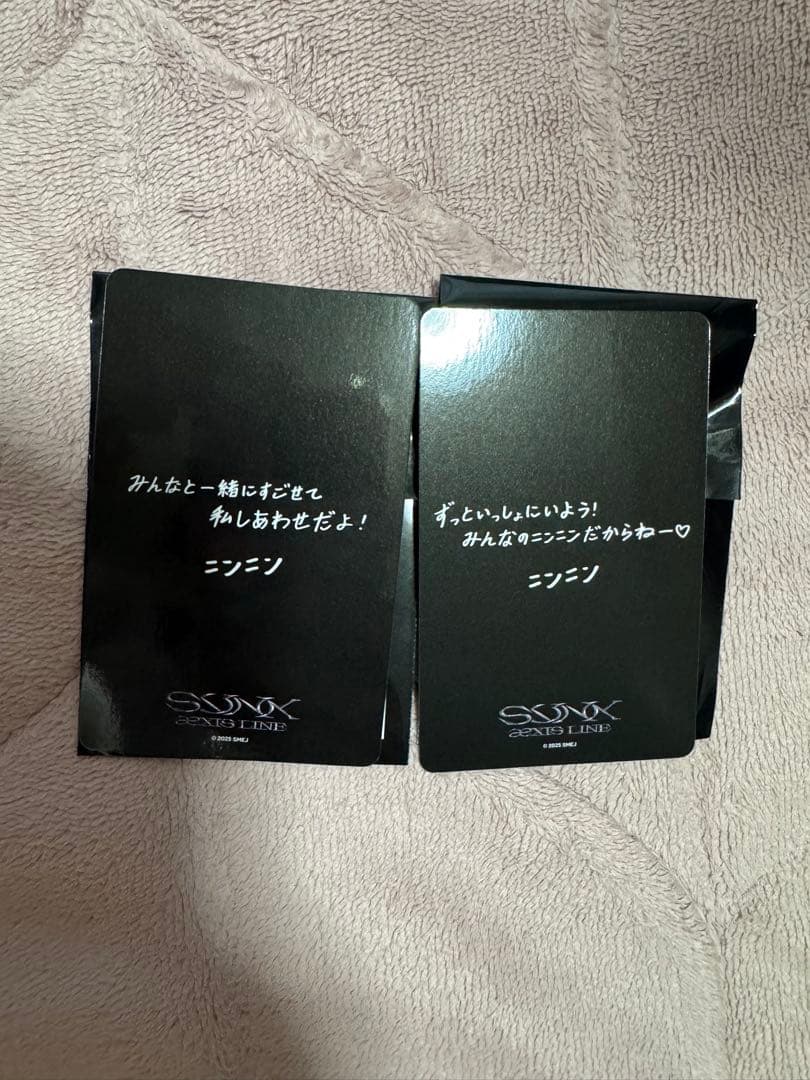 みんなと一緒にすごせて
私しあわせだよ!
ニンニン
SYNK
æXIS LINE
© 2025 SMEJ
ずっといっしょにいよう!
みんなのニンニンだからねー♡
ニンニン
SYNK
æXIS LINE
© 2025 SMEJ